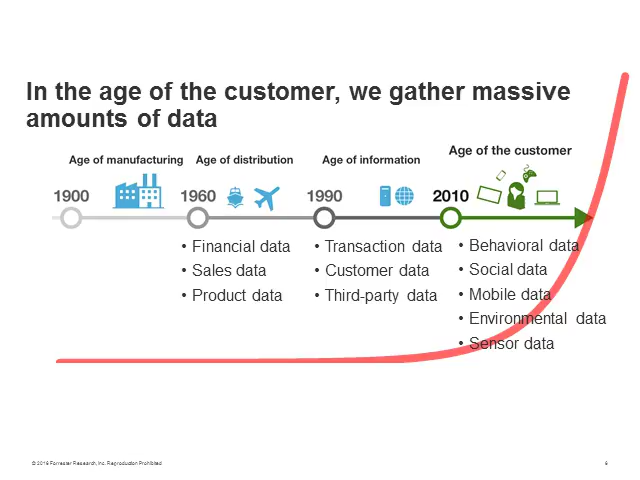 In the age of the customer, we gather massive
amounts of data
Age of manufacturing
Age of distribution
Age of information
Age of the customer
1900
1960
1990
2010
• Financial data
• Sales data
• Product data
• Transaction data
• Customer data
• Third-party data
• Behavioral data
• Social data
• Mobile data
• Environmental data
• Sensor data
© 2016 Forrester Research, Inc. Reproduction Prohibited